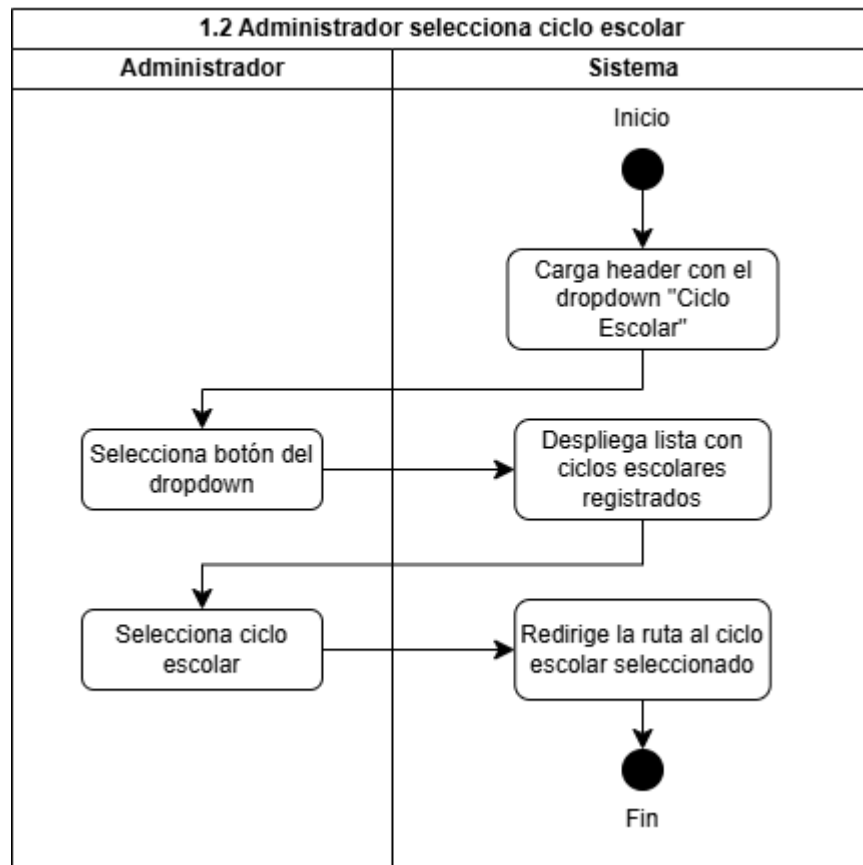 1.2 Administrador selecciona ciclo escolar
Administrador
Sistema
Inicio
Carga header con el
dropdown "Ciclo
Escolar"
Selecciona botón del
dropdown
Despliega lista con
ciclos escolares
registrados
Selecciona ciclo
escolar
Redirige la ruta al ciclo
escolar seleccionado
Fin